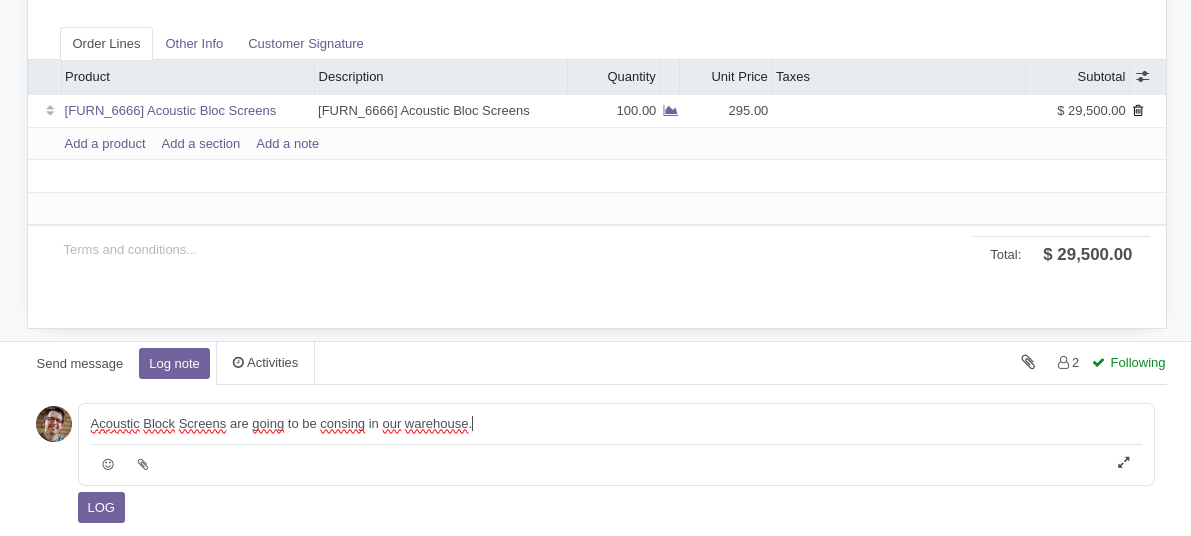 Order Lines Other Info Customer Signature
Product Description Quantity Unit Price Taxes Subtotal
[FURN_6666] Acoustic Bloc Screens [FURN_6666] Acoustic Bloc Screens 100.00 295.00 $ 29,500.00
Add a product Add a section Add a note
Terms and conditions... Total: $ 29,500.00
Send message Log note Activities 2 Following
Acoustic Block Screens are going to be consing in our warehouse.
LOG